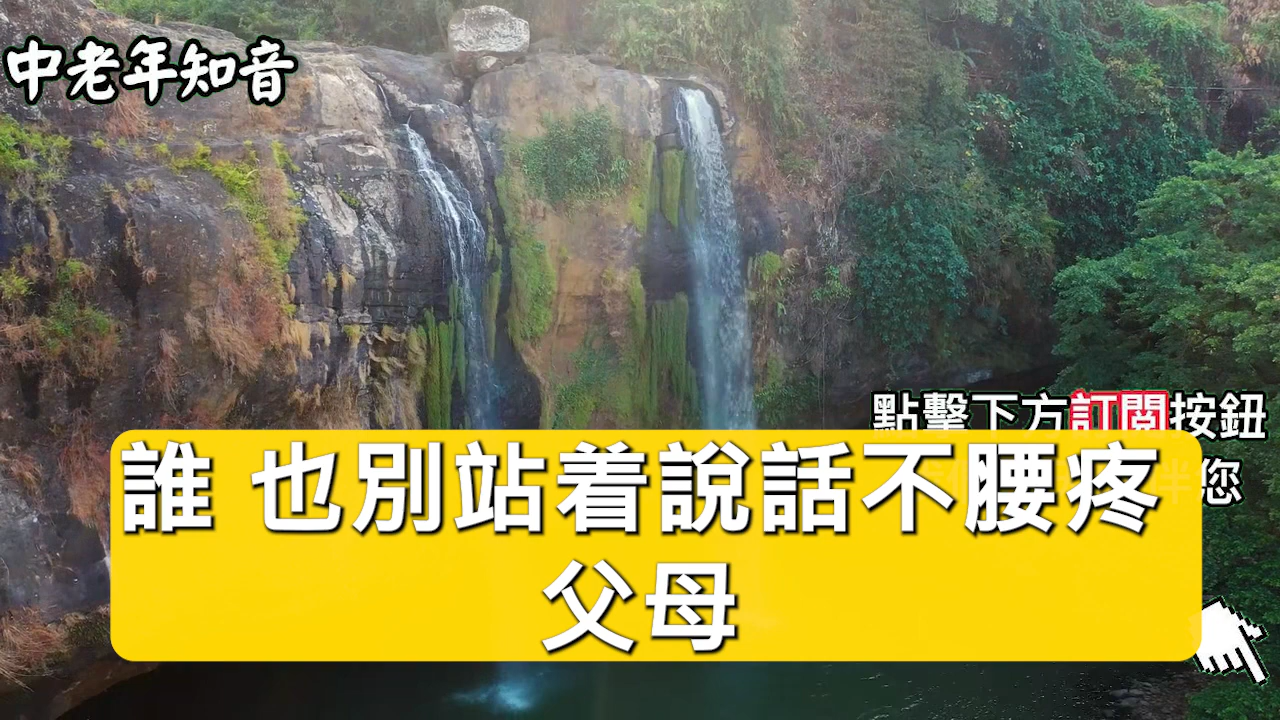 中老年知音
點擊下方訂閱按鈕
您
誰 也別站着說話不腰疼
父母